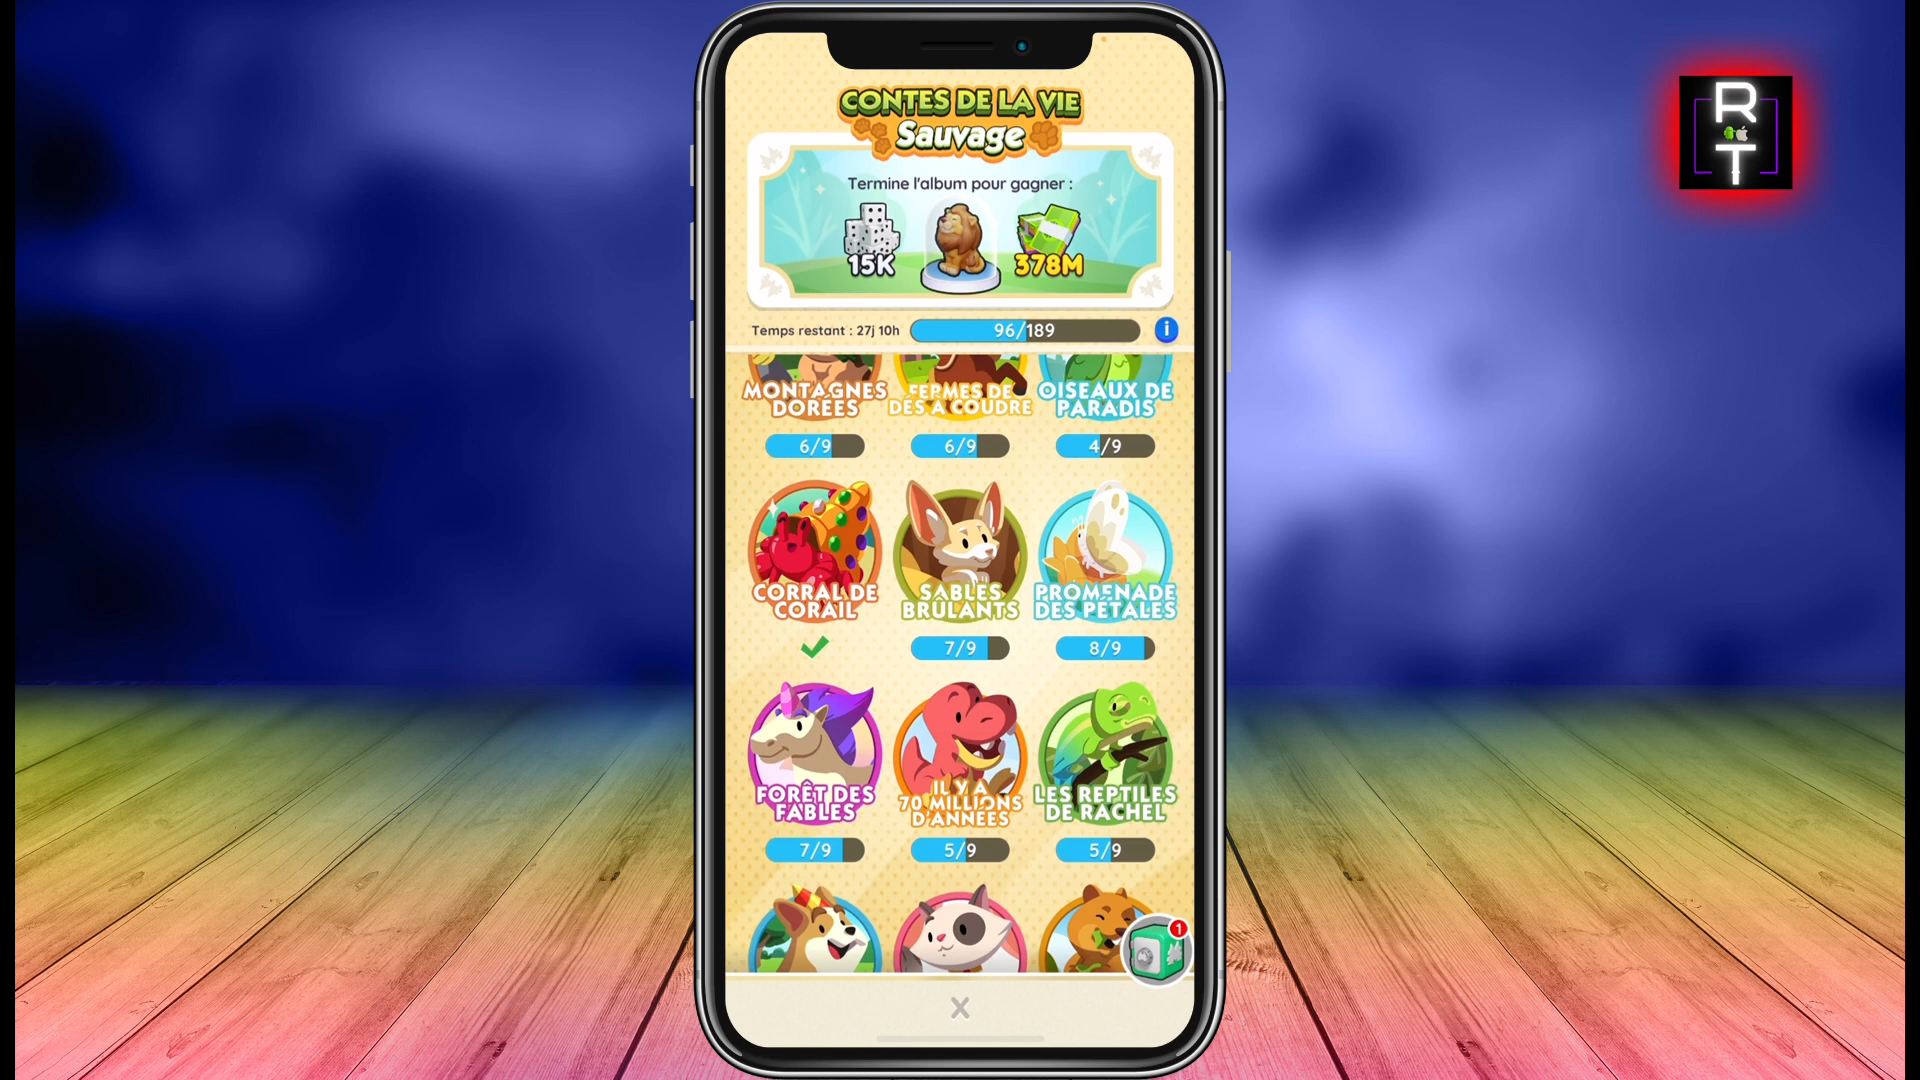 CONTES DE LA VIE
Sauvage
Termine l'album pour gagner :
15K
378M
Temps restant : 27j 10h
96/189
i
MONTAGNES
DORÉES
FERMES DE
DÉS À COUDRE
OISEAUX DE
PARADIS
6/9
6/9
4/9
CORRAL DE
CORAIL
SABLES
BRÛLANTS
PROMENADE
DES PÉTALES
7/9
8/9
FORÊT DES
FABLES
IL Y A
70 MILLIONS
D'ANNÉES
LES REPTILES
DE RACHEL
7/9
5/9
5/9
1
X
R
T